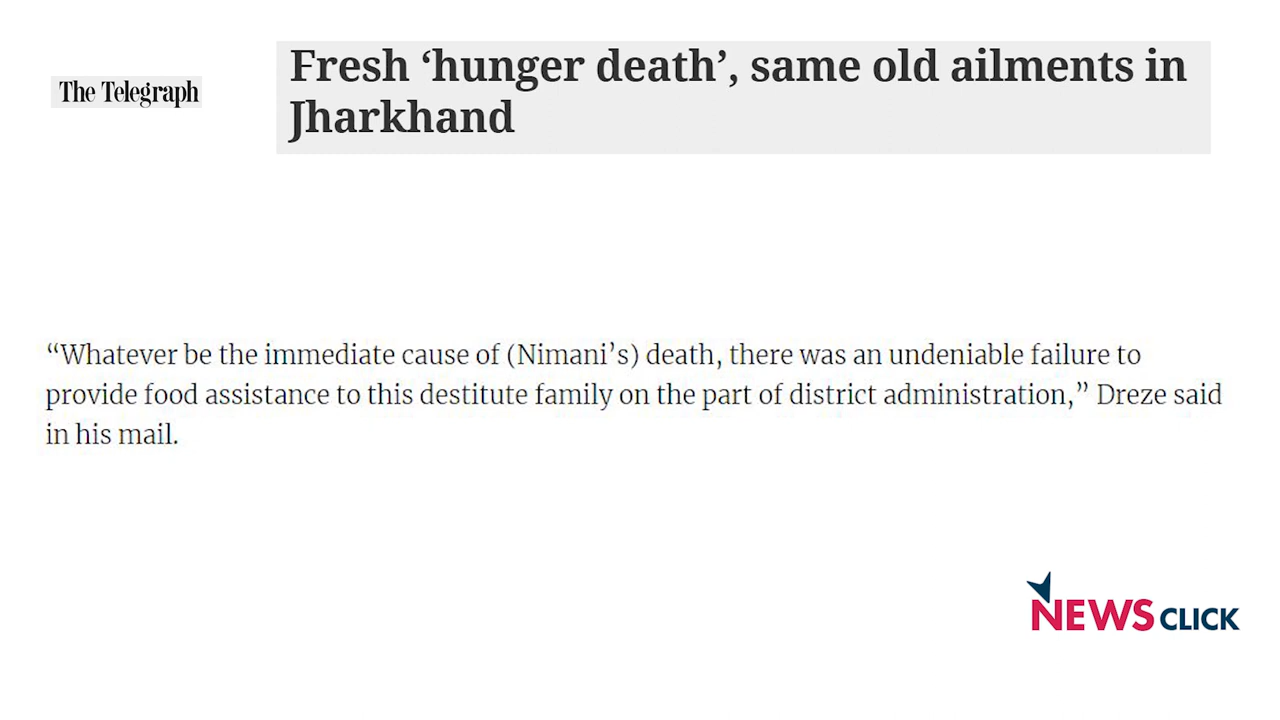 The Telegraph
Fresh ‘hunger death’, same old ailments in
Jharkhand
“Whatever be the immediate cause of (Nimani’s) death, there was an undeniable failure to
provide food assistance to this destitute family on the part of district administration,” Dreze said
in his mail.
NEWSCLICK